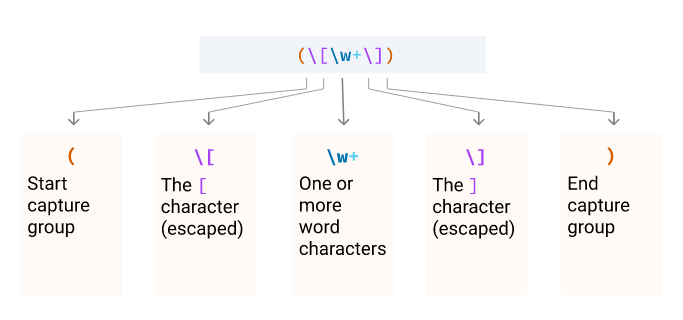 (\[\w+\])
(
Start
capture
group
\[
The [
character
(escaped)
\w+
One or
more
word
characters
\]
The ]
character
(escaped)
)
End
capture
group